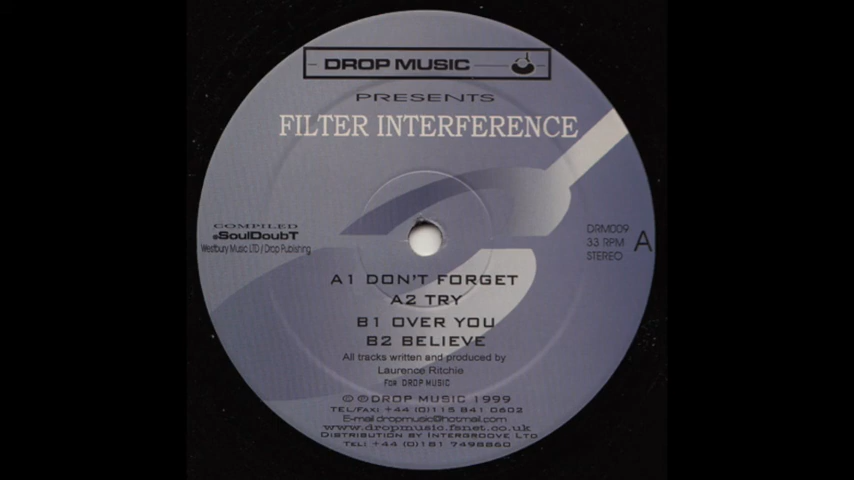 DROP MUSIC
PRESENTS
FILTER INTERFERENCE
COMPILED
@SoulDoubT
Westbury Music LTD / Drop Publishing
DRM009
33 RPM
STEREO
A
A1 DON'T FORGET
A2 TRY
B1 OVER YOU
B2 BELIEVE
All tracks written and produced by
Laurence Ritchie
FOR DROP MUSIC
© ℗ DROP MUSIC 1999
TEL/FAX: +44 (0)115 841 0602
E-mail dropmusic@hotmail.com
www.dropmusic.fsnet.co.uk
DISTRIBUTION BY INTERGROOVE LTD
TEL: +44 (0)181 7498860